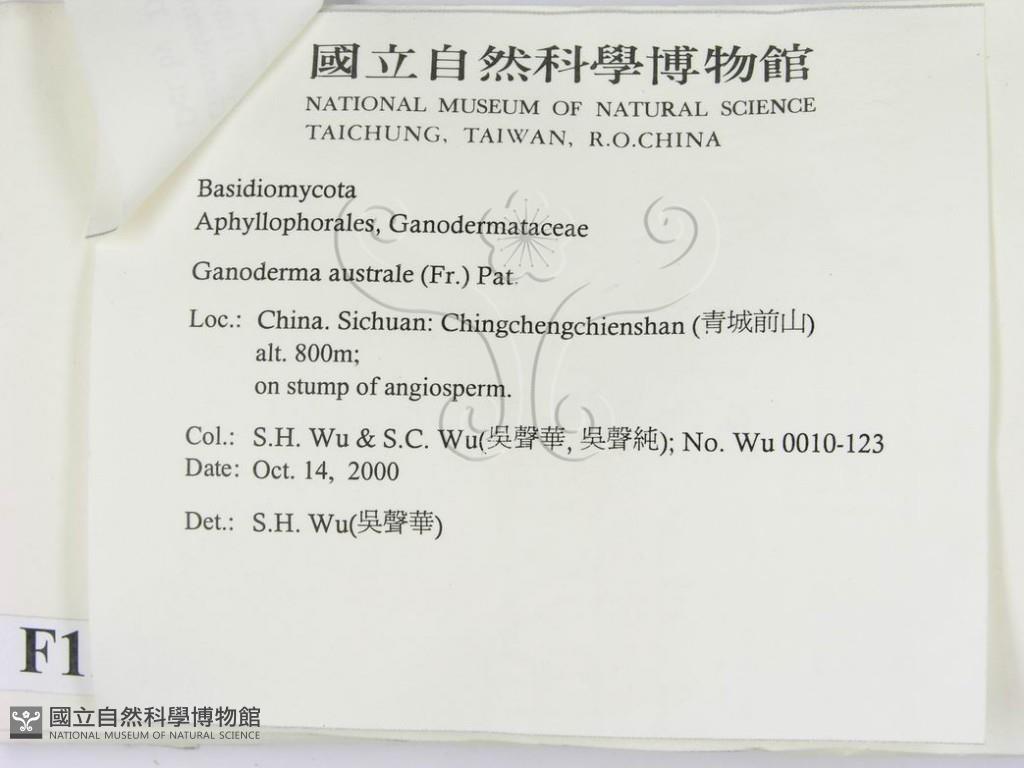 國立自然科學博物館
NATIONAL MUSEUM OF NATURAL SCIENCE
TAICHUNG, TAIWAN, R.O.CHINA
Basidiomycota
Aphyllophorales, Ganodermataceae
Ganoderma australe (Fr.) Pat.
Loc.: China. Sichuan: Chingchengchienshan (青城前山)
alt. 800m;
on stump of angiosperm.
Col.: S.H. Wu & S.C. Wu(吳聲華, 吳聲純); No. Wu 0010-123
Date: Oct. 14, 2000
Det.: S.H. Wu(吳聲華)
F1
國立自然科學博物館
NATIONAL MUSEUM OF NATURAL SCIENCE